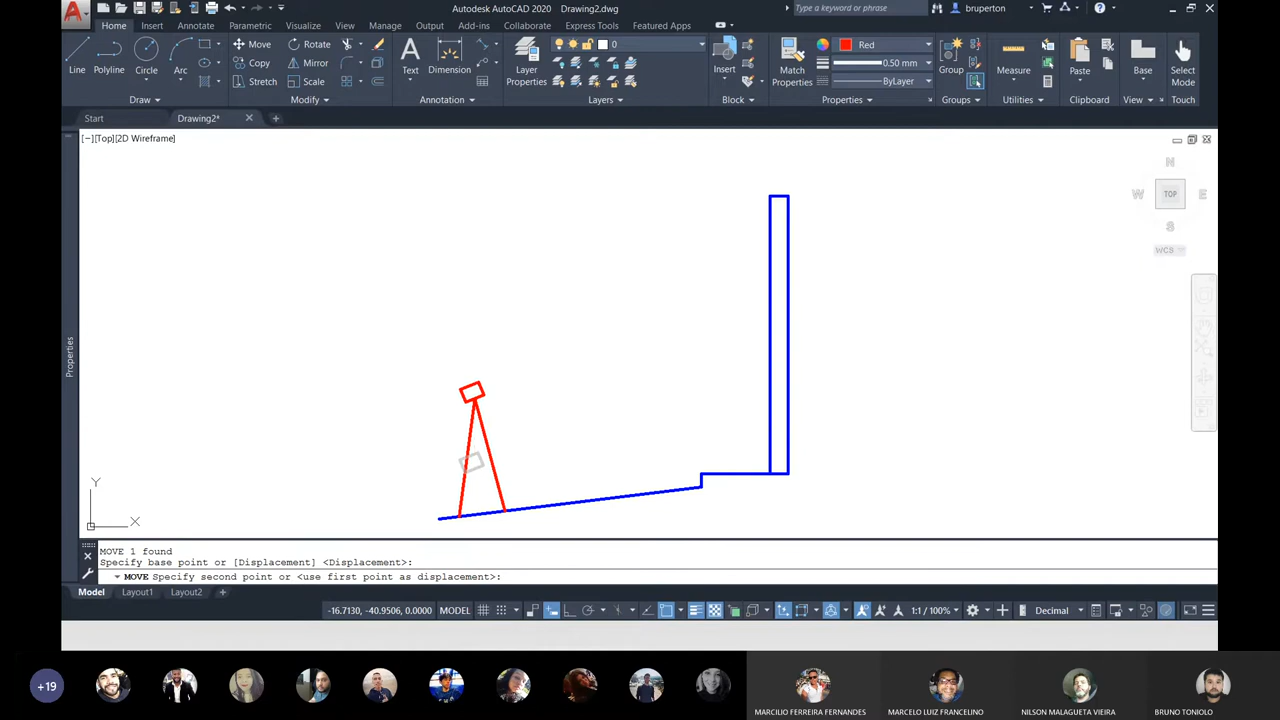 A Autodesk AutoCAD 2020 Drawing2.dwg Type a keyword or phrase bruperton
Home Insert Annotate Parametric View Manage Output Add-ins Collaborate Express Tools Featured Apps
Line Polyline Circle Arc
Move Rotate
Copy Mirror
Stretch Scale
Text Dimension
Layer Properties
0
Insert
Match Properties
Red
0.50 mm
ByLayer
Group Measure Paste Base
Select Mode
Draw Modify Annotation Layers Block Properties Groups Utilities Clipboard View Touch
Start Drawing2*
[−][Top][2D Wireframe]
N
W TOP E
S
WCS
Properties
Y
X
MOVE 1 found
Specify base point or [Displacement] <Displacement>:
MOVE Specify second point or <use first point as displacement>:
Model Layout1 Layout2
-16.7130, -40.9506, 0.0000 MODEL 1:1 / 100% Decimal
+19
MARCILIO FERREIRA FERNANDES MARCELO LUIZ FRANCELINO NILSON MALAGUETA VIEIRA BRUNO TONIOLO